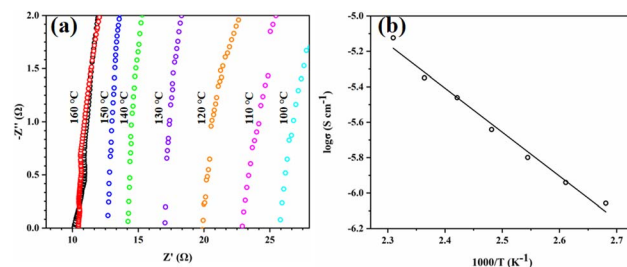 (a)
2.0
1.5
1.0
0.5
0.0
-Z'' (Ω)
160 °C
150 °C
140 °C
130 °C
120 °C
110 °C
100 °C
10 15 20 25
Z' (Ω)
(b)
-5.0
-5.2
-5.4
-5.6
-5.8
-6.0
-6.2
logσ (S cm⁻¹)
2.3 2.4 2.5 2.6 2.7
1000/T (K⁻¹)